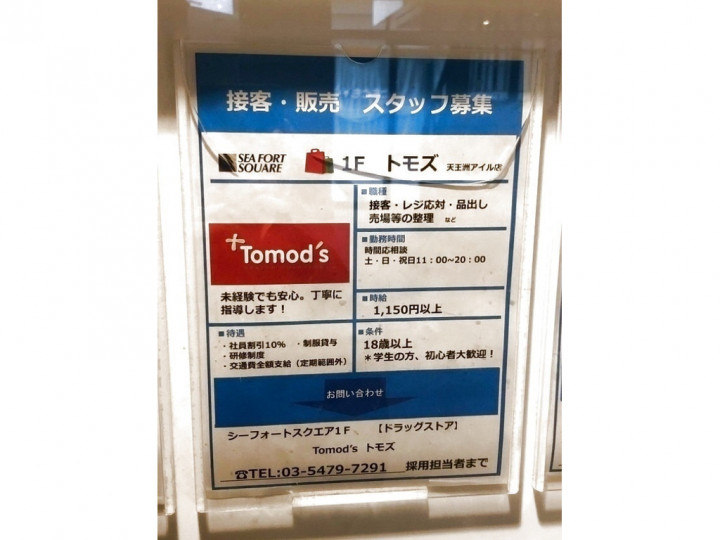 接客・販売 スタッフ募集
SEA FORT
SQUARE
1F トモズ 天王洲アイル店
+Tomod's
未経験でも安心。丁寧に
指導します！
■待遇
・社員割引10% ・制服貸与
・研修制度
・交通費全額支給（定期範囲外）
■職種
接客・レジ応対・品出し
売場等の整理 など
■勤務時間
時間応相談
土・日・祝日11：00~20：00
■時給
1,150円以上
■条件
18歳以上
＊学生の方、初心者大歓迎！
お問い合わせ
シーフォートスクエア1F 【ドラッグストア】
Tomod's トモズ
☎TEL:03-5479-7291 採用担当者まで